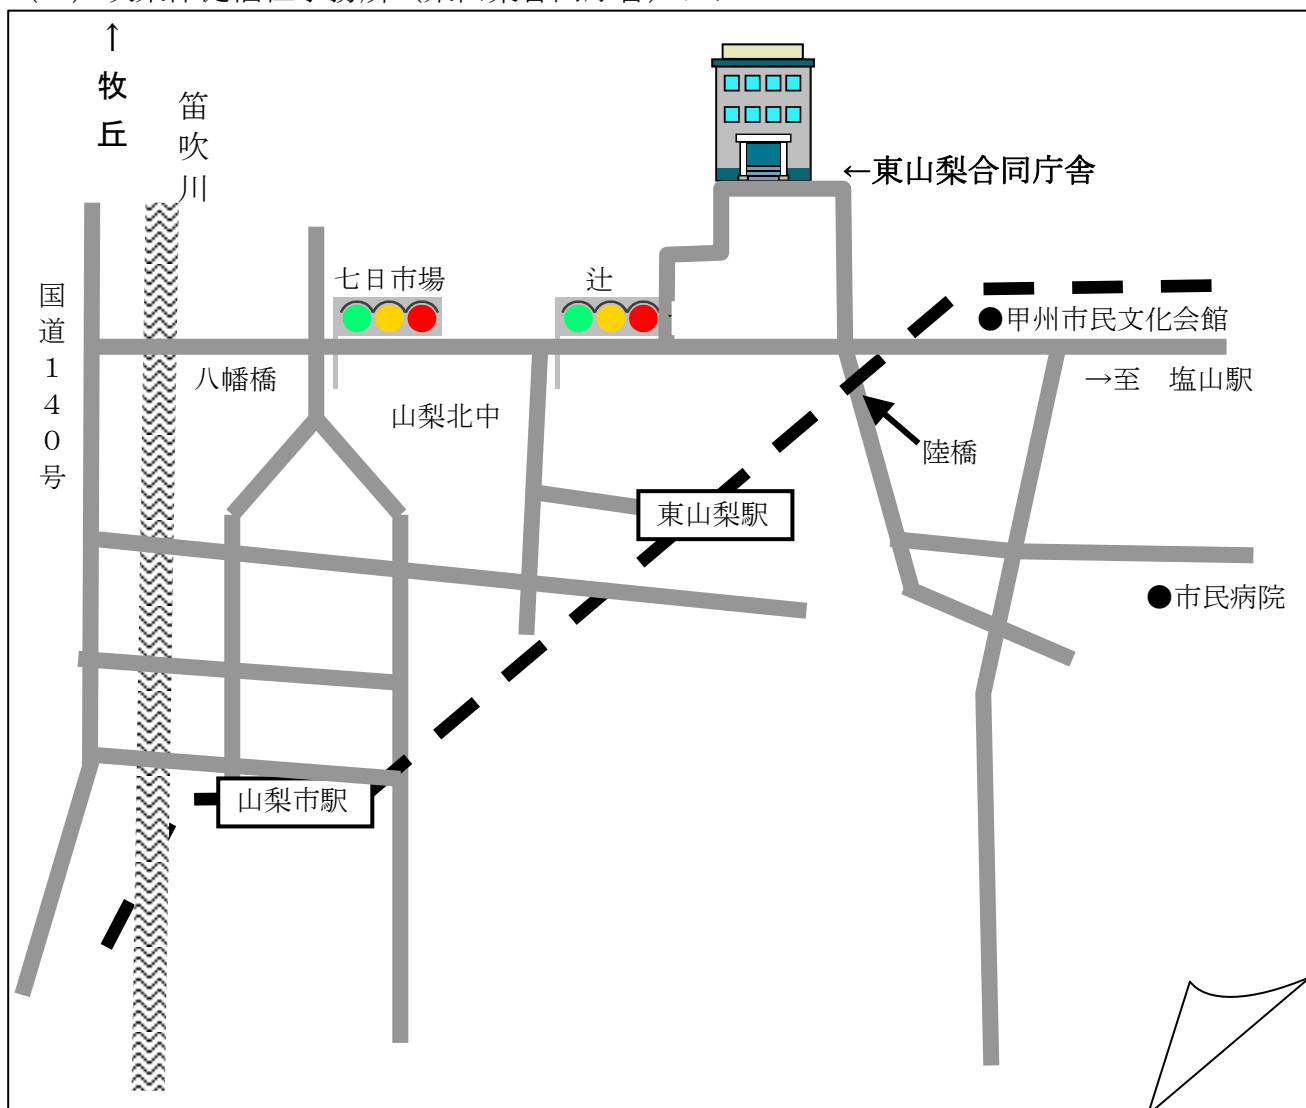 ↑
牧丘
笛吹川
←東山梨合同庁舎
国道１４０号
七日市場
辻
●甲州市民文化会館
八幡橋
→至　塩山駅
山梨北中
陸橋
東山梨駅
●市民病院
山梨市駅